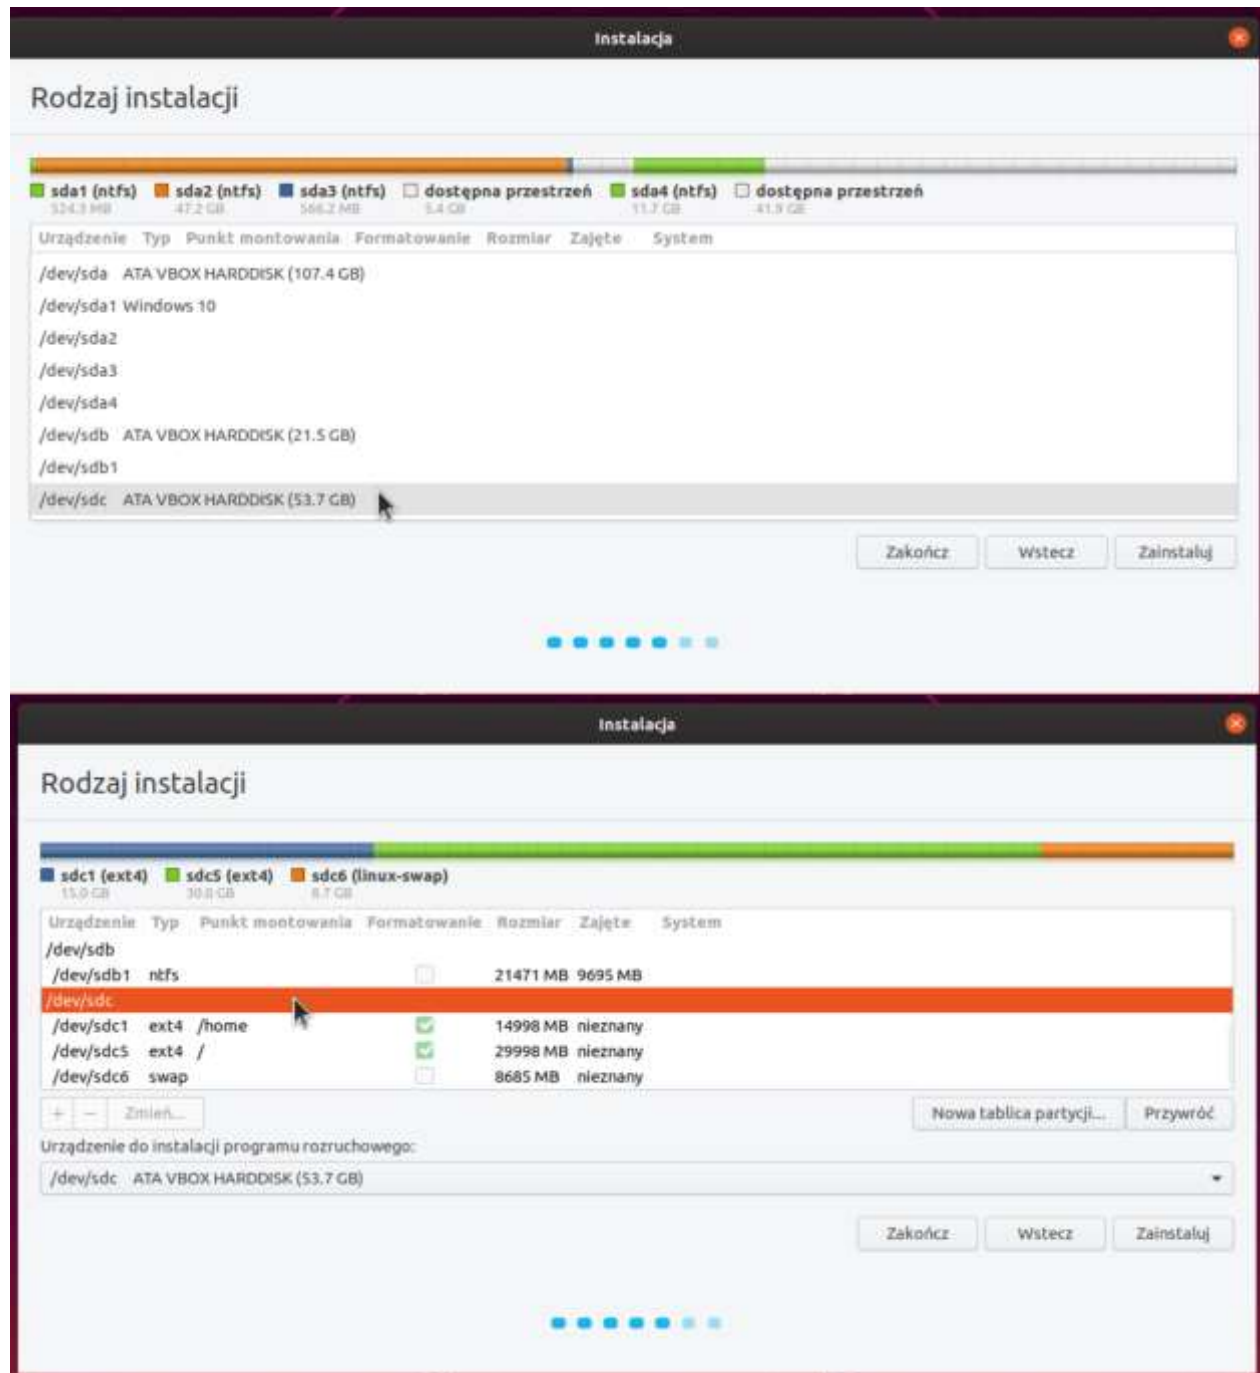 Instalacja
Rodzaj instalacji
sda1 (ntfs) sda2 (ntfs) sda3 (ntfs) dostępna przestrzeń sda4 (ntfs) dostępna przestrzeń
524.3 MB 47.2 GB 566.2 MB 5.4 GB 11.7 GB 41.9 GB
Urządzenie Typ Punkt montowania Formatowanie Rozmiar Zajęte System
/dev/sda ATA VBOX HARDDISK (107.4 GB)
/dev/sda1 Windows 10
/dev/sda2
/dev/sda3
/dev/sda4
/dev/sdb ATA VBOX HARDDISK (21.5 GB)
/dev/sdb1
/dev/sdc ATA VBOX HARDDISK (53.7 GB)
Zakończ Wstecz Zainstaluj
Instalacja
Rodzaj instalacji
sdc1 (ext4) sdc5 (ext4) sdc6 (linux-swap)
15.0 GB 30.0 GB 8.7 GB
Urządzenie Typ Punkt montowania Formatowanie Rozmiar Zajęte System
/dev/sdb
/dev/sdb1 ntfs 21471 MB 9695 MB
/dev/sdc
/dev/sdc1 ext4 /home 14998 MB nieznany
/dev/sdc5 ext4 / 29998 MB nieznany
/dev/sdc6 swap 8685 MB nieznany
+ - Zmień... Nowa tablica partycji... Przywróć
Urządzenie do instalacji programu rozruchowego:
/dev/sdc ATA VBOX HARDDISK (53.7 GB)
Zakończ Wstecz Zainstaluj